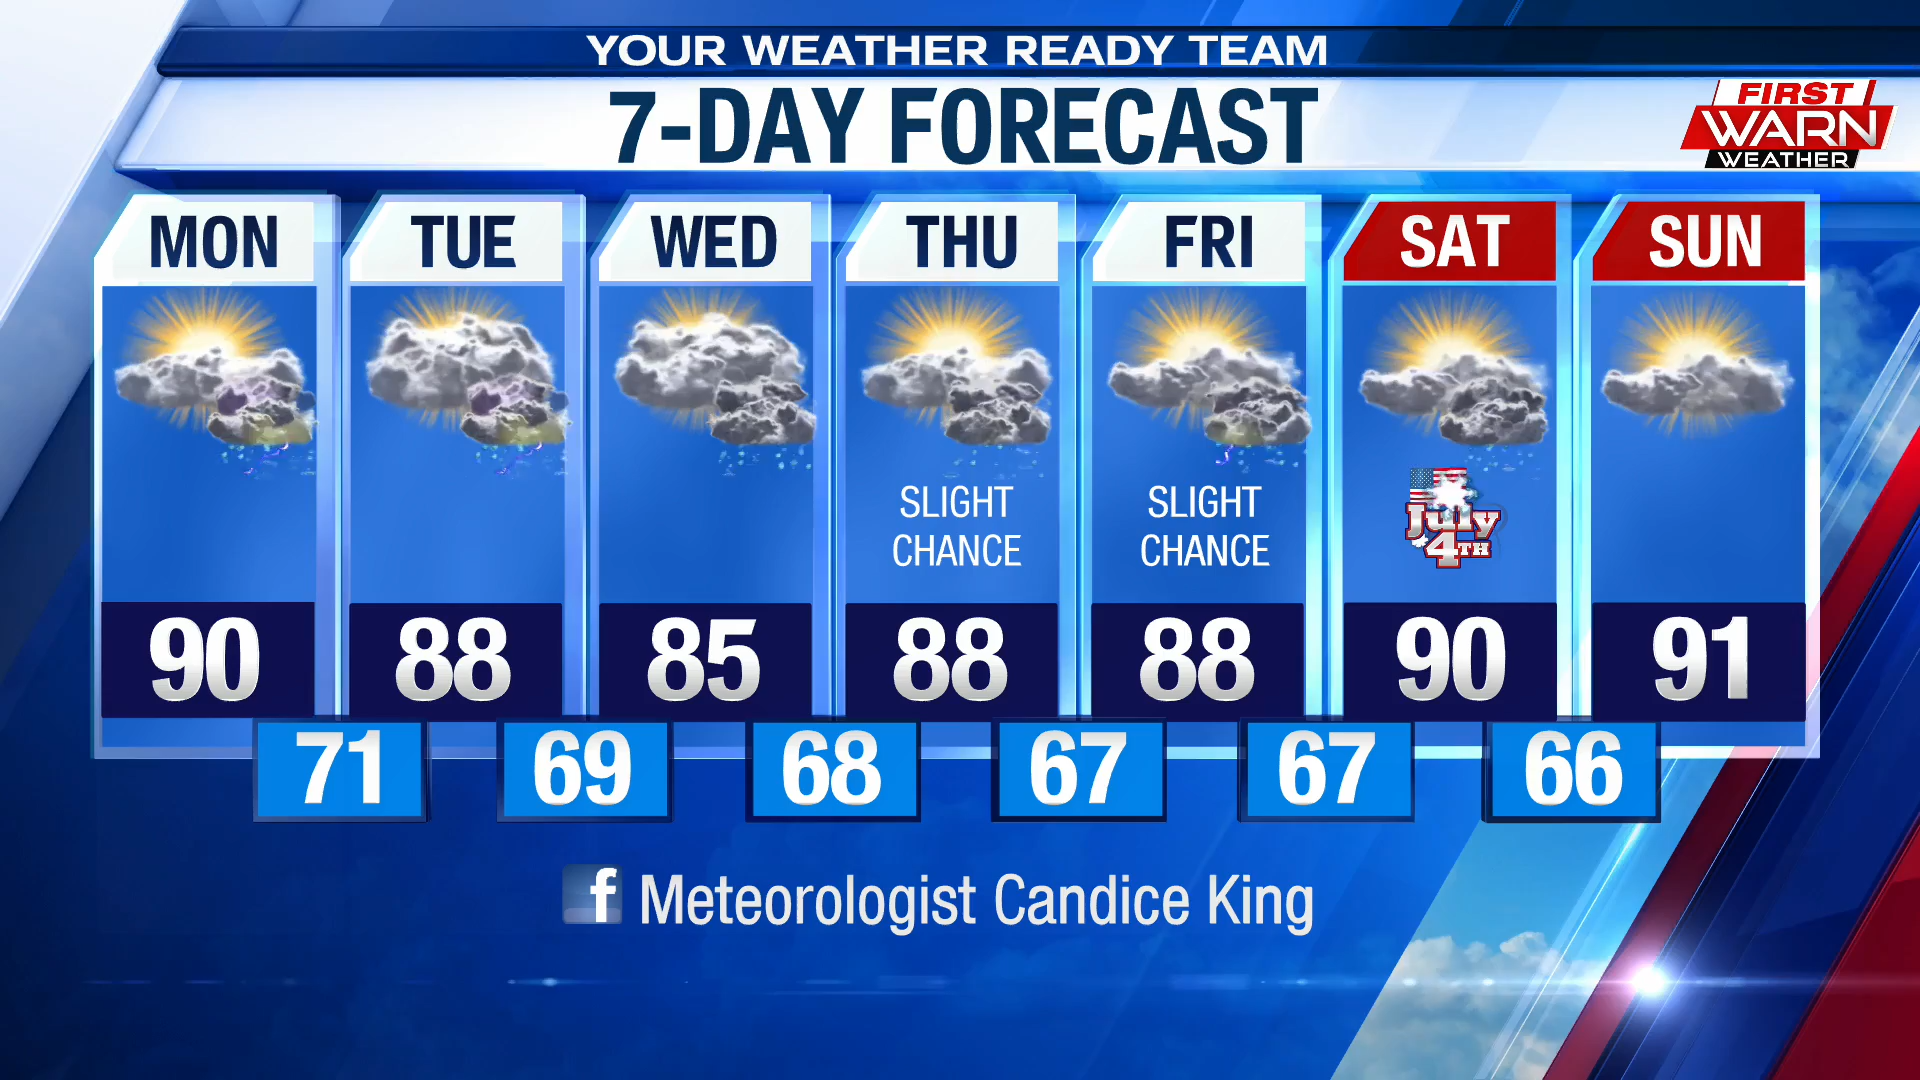 YOUR WEATHER READY TEAM
7-DAY FORECAST
FIRST
WARN
WEATHER
MON TUE WED THU FRI SAT SUN
SLIGHT
CHANCE
SLIGHT
CHANCE
July
4TH
90 88 85 88 88 90 91
71 69 68 67 67 66
f Meteorologist Candice King